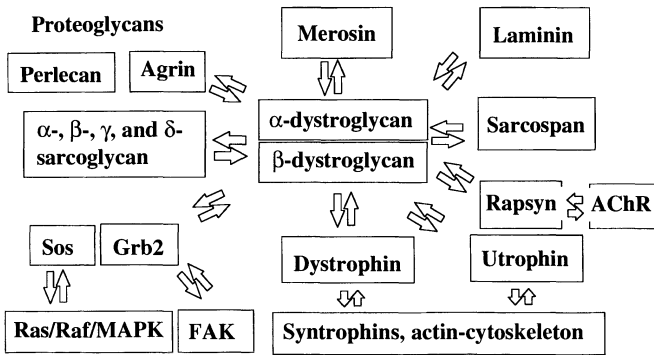 Proteoglycans
Perlecan
Agrin
Merosin
Laminin
α-, β-, γ, and δ-
sarcoglycan
α-dystroglycan
β-dystroglycan
Sarcospan
Rapsyn
AChR
Sos
Grb2
Dystrophin
Utrophin
Ras/Raf/MAPK
FAK
Syntrophins, actin-cytoskeleton